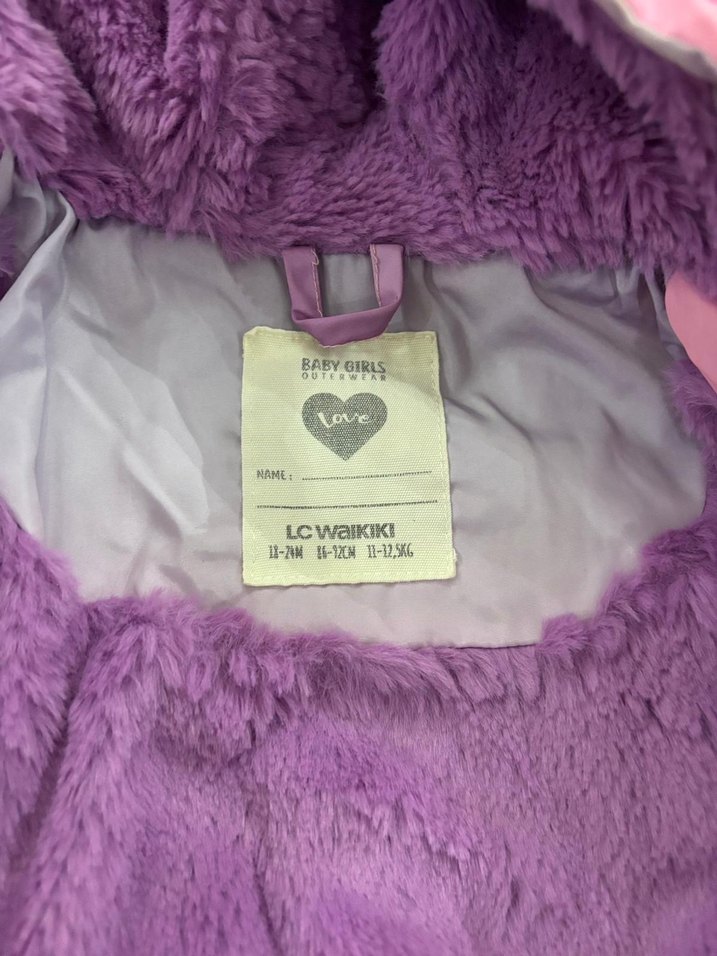 BABY GIRLS
OUTERWEAR
Love
NAME:
LC WAIKIKI
18-24M 86-92CM 11-12,5KG